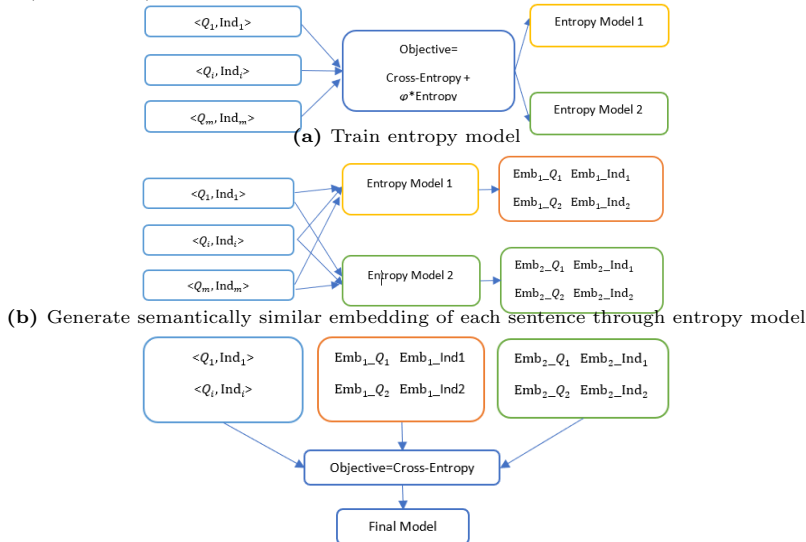 <Q₁, Ind₁>
<Qᵢ, Indᵢ>
<Qₘ, Indₘ>
Objective=
Cross-Entropy +
φ*Entropy
Entropy Model 1
Entropy Model 2
(a) Train entropy model
<Q₁, Ind₁>
<Qᵢ, Indᵢ>
<Qₘ, Indₘ>
Entropy Model 1
Entropy Model 2
Emb₁_Q₁ Emb₁_Ind₁
Emb₁_Q₂ Emb₁_Ind₂
Emb₂_Q₁ Emb₂_Ind₁
Emb₂_Q₂ Emb₂_Ind₂
(b) Generate semantically similar embedding of each sentence through entropy model
<Q₁, Ind₁>
<Qᵢ, Indᵢ>
Emb₁_Q₁ Emb₁_Ind1
Emb₁_Q₂ Emb₁_Ind2
Emb₂_Q₁ Emb₂_Ind₁
Emb₂_Q₂ Emb₂_Ind₂
Objective=Cross-Entropy
Final Model